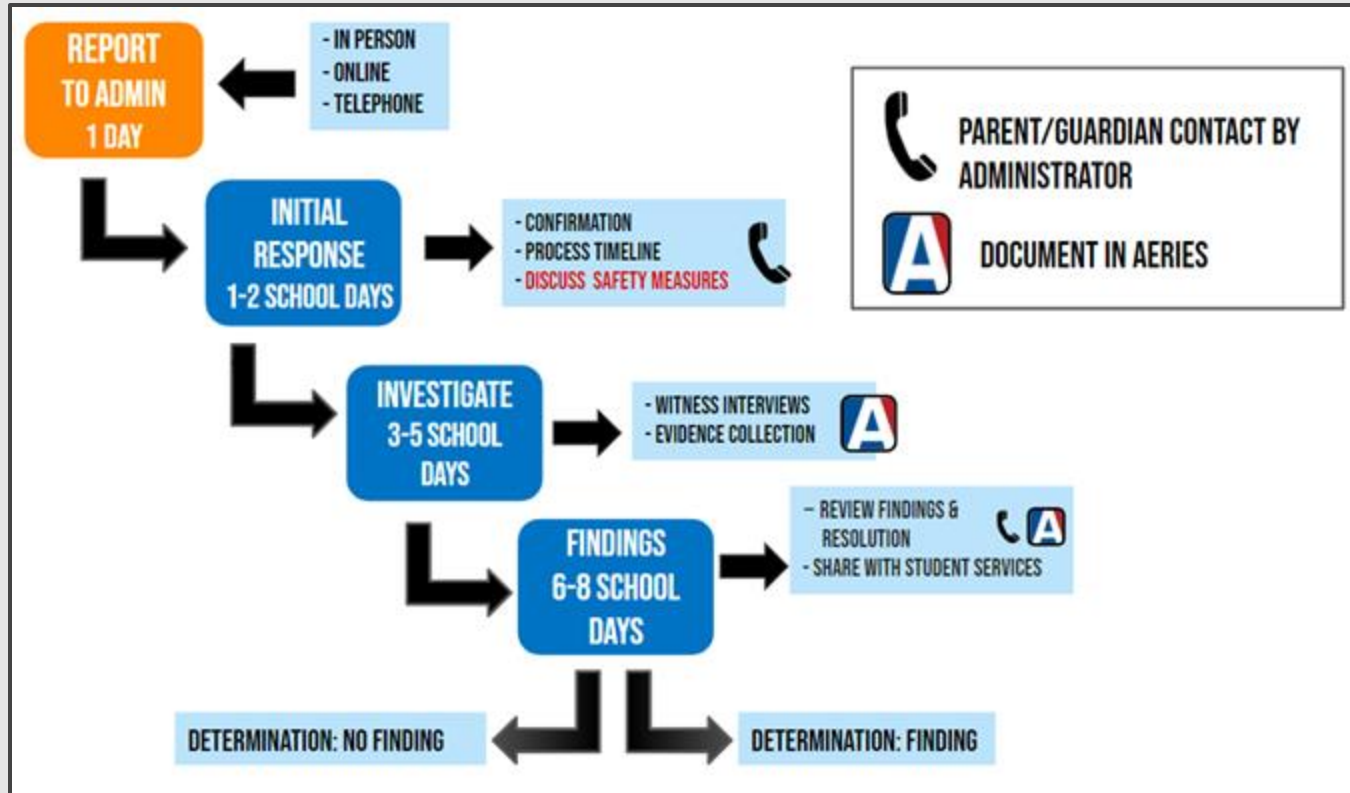 REPORT
TO ADMIN
1 DAY
- IN PERSON
- ONLINE
- TELEPHONE
PARENT/GUARDIAN CONTACT BY
ADMINISTRATOR
A
DOCUMENT IN AERIES
INITIAL
RESPONSE
1-2 SCHOOL DAYS
- CONFIRMATION
- PROCESS TIMELINE
- DISCUSS SAFETY MEASURES
INVESTIGATE
3-5 SCHOOL
DAYS
- WITNESS INTERVIEWS
- EVIDENCE COLLECTION
A
FINDINGS
6-8 SCHOOL
DAYS
– REVIEW FINDINGS &
RESOLUTION
A
- SHARE WITH STUDENT SERVICES
DETERMINATION: NO FINDING
DETERMINATION: FINDING